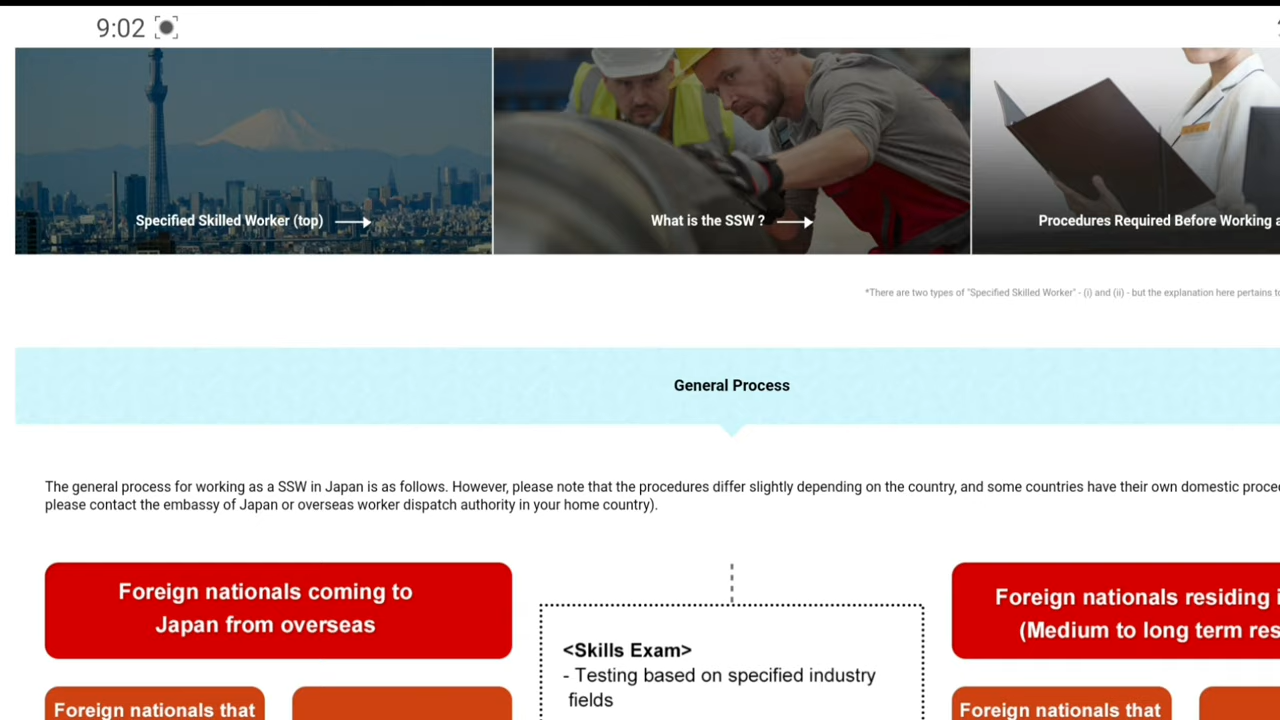 9:02
Specified Skilled Worker (top)
What is the SSW ?
Procedures Required Before Working
*There are two types of "Specified Skilled Worker" - (i) and (ii) - but the explanation here pertains
General Process
The general process for working as a SSW in Japan is as follows. However, please note that the procedures differ slightly depending on the country, and some countries have their own domestic
please contact the embassy of Japan or overseas worker dispatch authority in your home country).
Foreign nationals coming to
Japan from overseas
<Skills Exam>
- Testing based on specified industry
fields
Foreign nationals residing
(Medium to long term
Foreign nationals that
Foreign nationals that